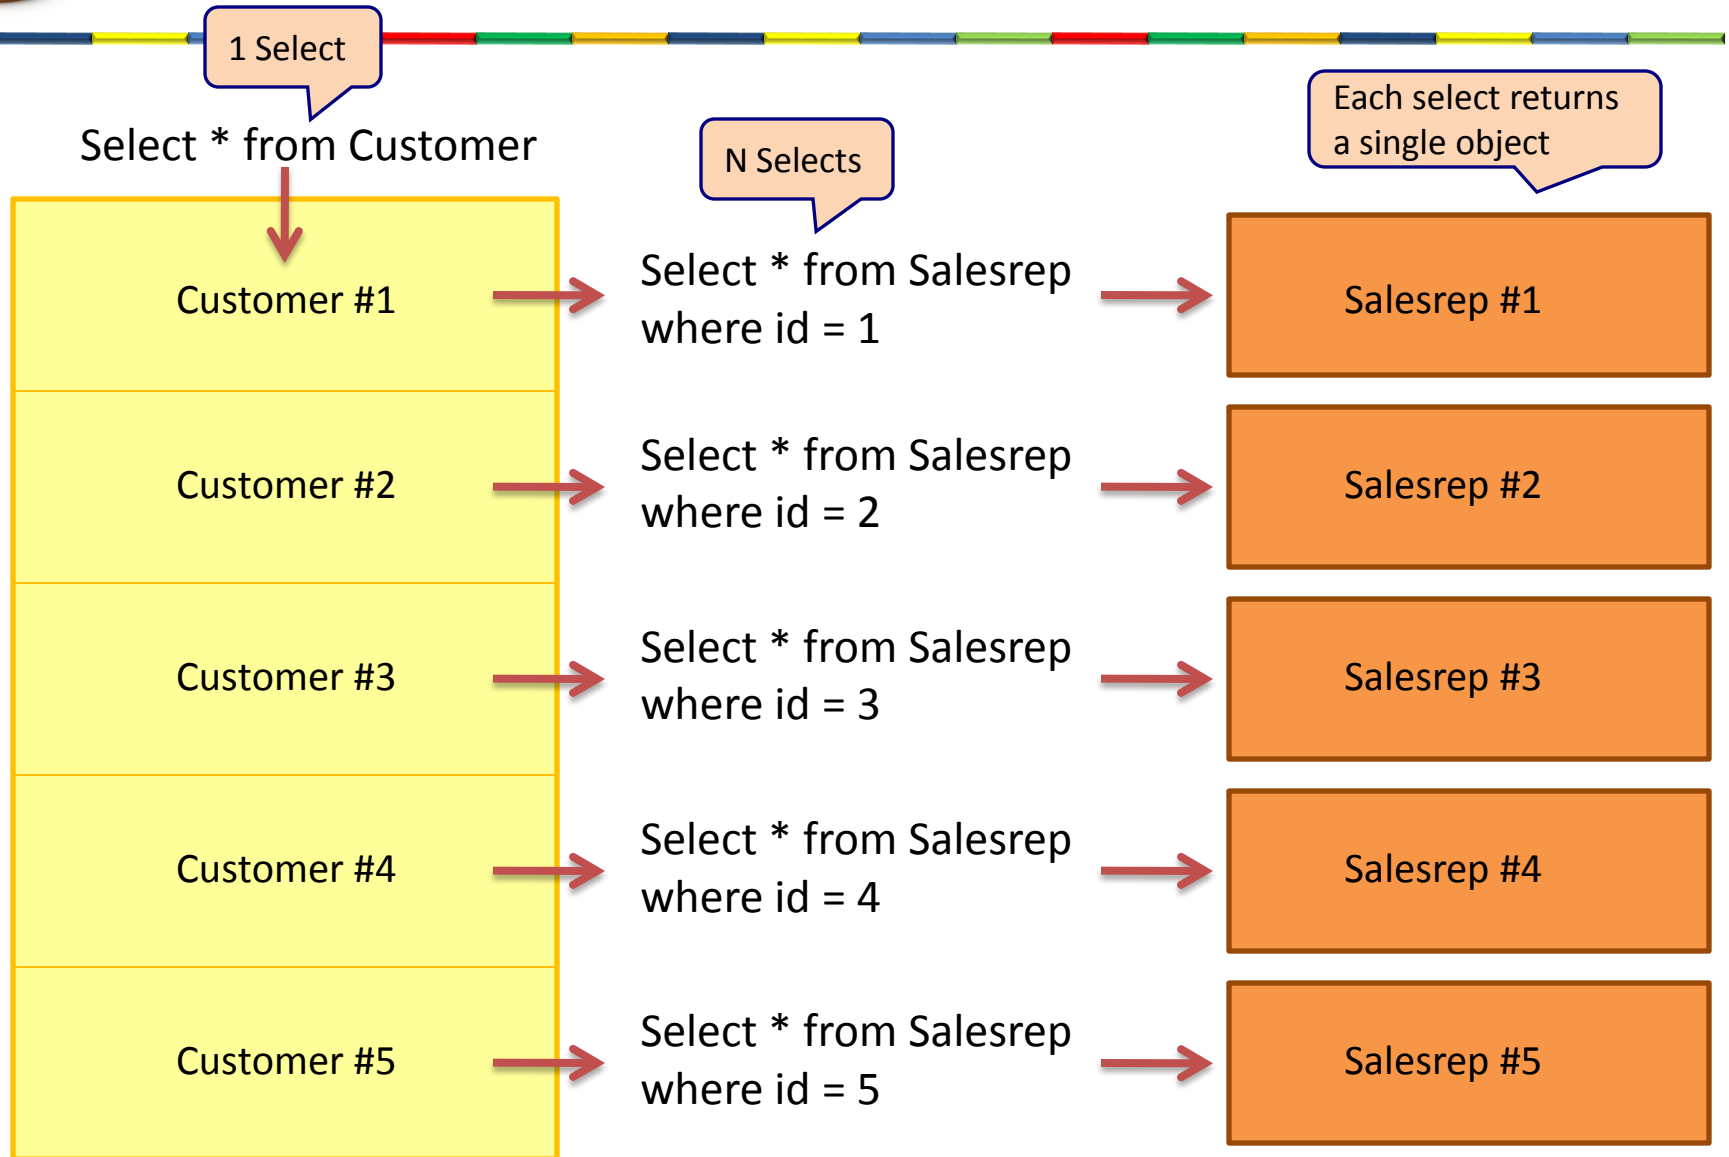 1 Select
Select * from Customer
N Selects
Each select returns
a single object
Customer #1
Select * from Salesrep
where id = 1
Salesrep #1
Customer #2
Select * from Salesrep
where id = 2
Salesrep #2
Customer #3
Select * from Salesrep
where id = 3
Salesrep #3
Customer #4
Select * from Salesrep
where id = 4
Salesrep #4
Customer #5
Select * from Salesrep
where id = 5
Salesrep #5